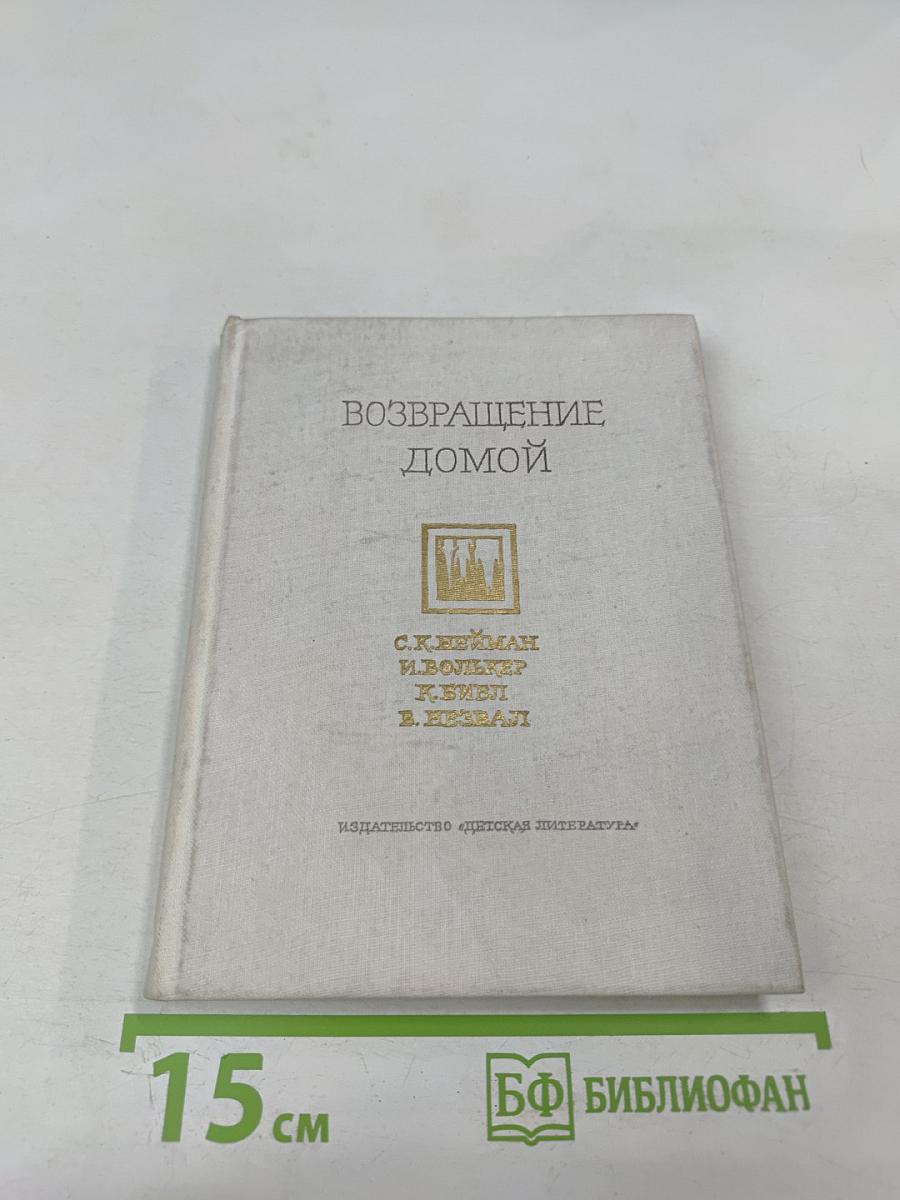 ВОЗВРАЩЕНИЕ
ДОМОЙ
С.К.НЕЙМАН
И.ВОЛЬКЕР
К.БИБЛ
В.НЕЗВАЛ
ИЗДАТЕЛЬСТВО «ДЕТСКАЯ ЛИТЕРАТУРА»
15 см
БФ БИБЛИОФАН